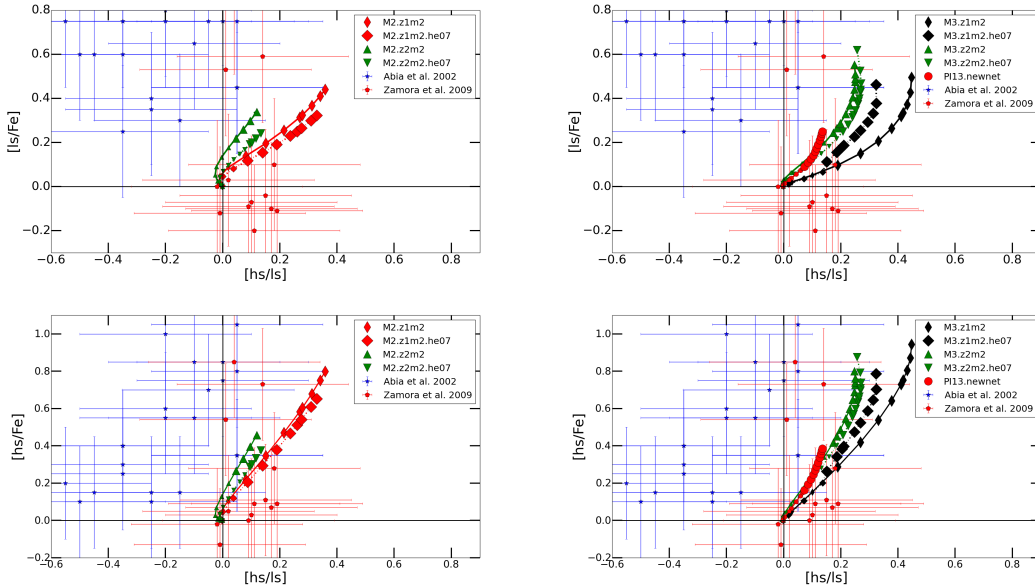 0.8
0.6
0.4
0.2
0.0
−0.2
[ls/Fe]
−0.6 −0.4 −0.2 0.0 0.2 0.4 0.6 0.8
[hs/ls]
M2.z1m2
M2.z1m2.he07
M2.z2m2
M2.z2m2.he07
Abia et al. 2002
Zamora et al. 2009
0.8
0.6
0.4
0.2
0.0
−0.2
[ls/Fe]
−0.6 −0.4 −0.2 0.0 0.2 0.4 0.6 0.8
[hs/ls]
M3.z1m2
M3.z1m2.he07
M3.z2m2
M3.z2m2.he07
PI13.newnet
Abia et al. 2002
Zamora et al. 2009
1.0
0.8
0.6
0.4
0.2
0.0
−0.2
[hs/Fe]
−0.6 −0.4 −0.2 0.0 0.2 0.4 0.6 0.8
[hs/ls]
M2.z1m2
M2.z1m2.he07
M2.z2m2
M2.z2m2.he07
Abia et al. 2002
Zamora et al. 2009
1.0
0.8
0.6
0.4
0.2
0.0
−0.2
[hs/Fe]
−0.6 −0.4 −0.2 0.0 0.2 0.4 0.6 0.8
[hs/ls]
M3.z1m2
M3.z1m2.he07
M3.z2m2
M3.z2m2.he07
PI13.newnet
Abia et al. 2002
Zamora et al. 2009